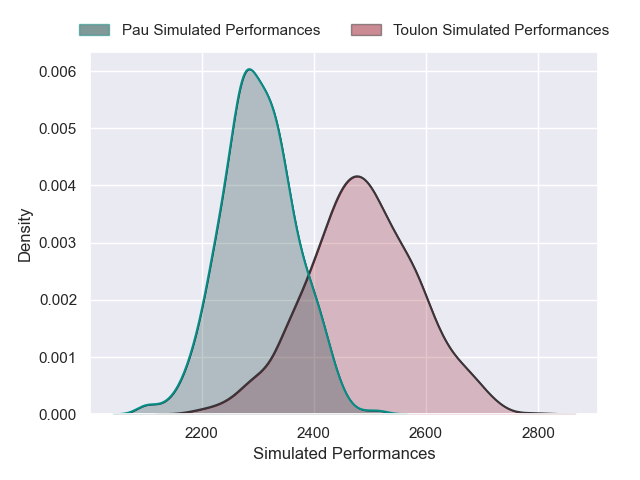 Pau Simulated Performances Toulon Simulated Performances
0.006
0.005
0.004
0.003
0.002
0.001
0.000
Density
2200 2400 2600 2800
Simulated Performances